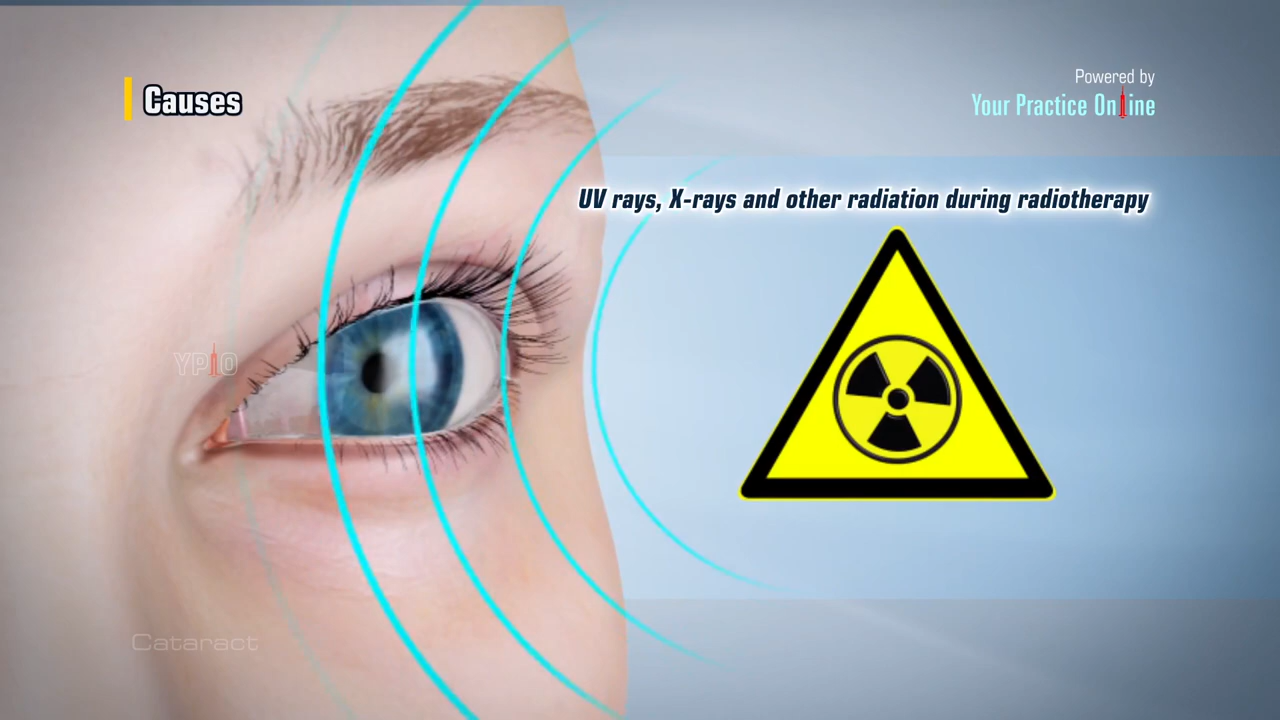 Causes
Powered by
Your Practice Online
UV rays, X-rays and other radiation during radiotherapy
YPO
Cataract